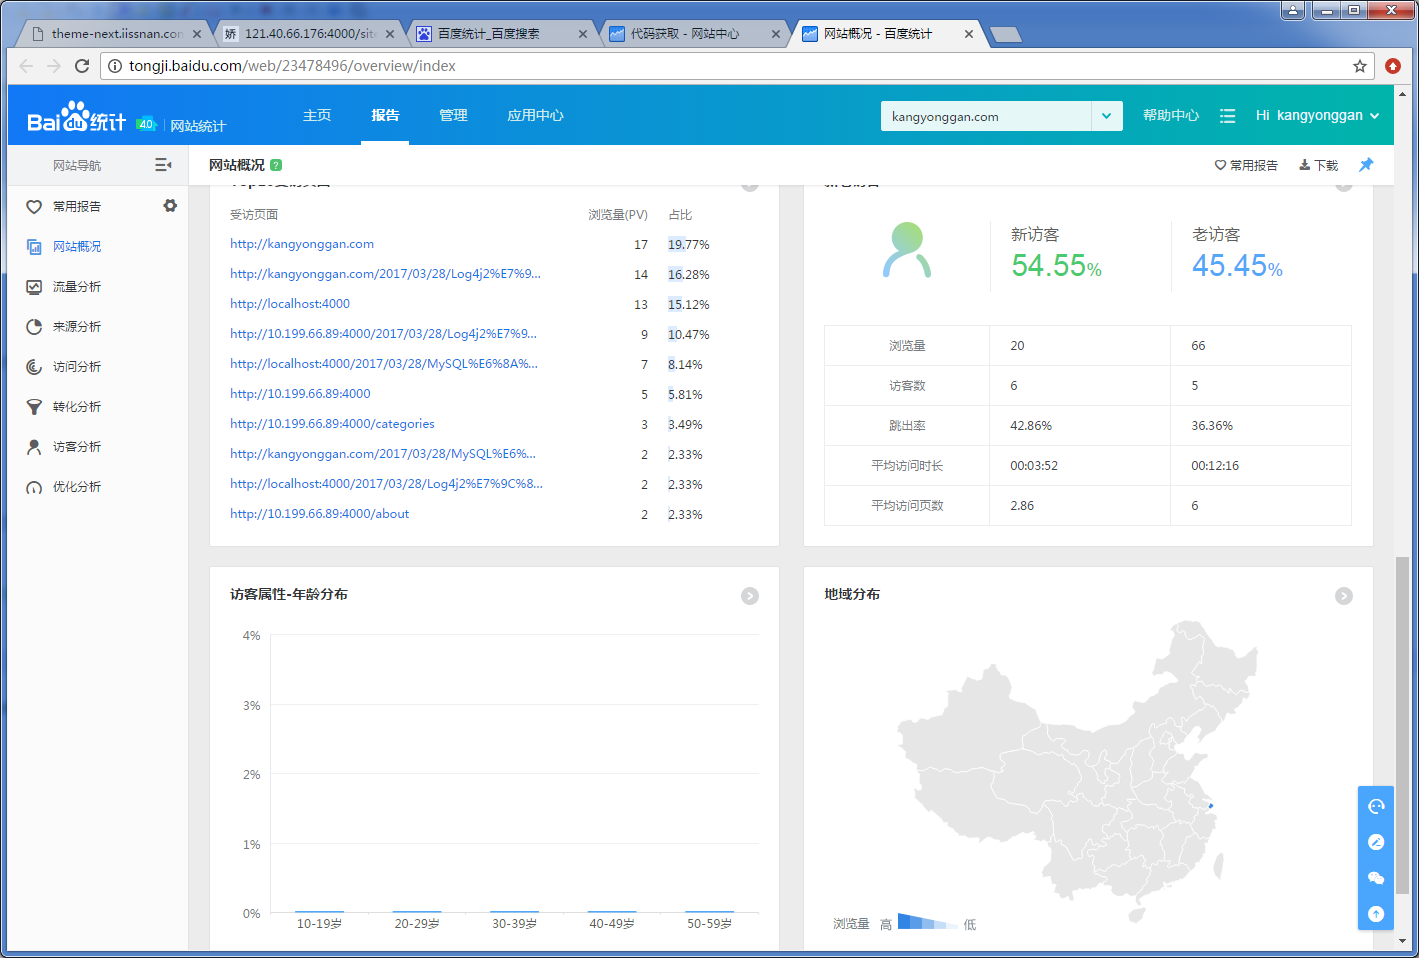 theme-next.iissnan.con
娇 121.40.66.176:4000/sit
百度统计_百度搜索
代码获取 - 网站中心
网站概况 - 百度统计
tongji.baidu.com/web/23478496/overview/index
Bai du 统计 4.0 网站统计
主页 报告 管理 应用中心
kangyonggan.com
帮助中心
Hi kangyonggan
网站导航
网站概况 ?
常用报告 下载
常用报告
网站概况
流量分析
来源分析
访问分析
转化分析
访客分析
优化分析
受访页面 浏览量(PV) 占比
http://kangyonggan.com 17 19.77%
http://kangyonggan.com/2017/03/28/Log4j2%E7%9... 14 16.28%
http://localhost:4000 13 15.12%
http://10.199.66.89:4000/2017/03/28/Log4j2%E7%9... 9 10.47%
http://localhost:4000/2017/03/28/MySQL%E6%8A%... 7 8.14%
http://10.199.66.89:4000 5 5.81%
http://10.199.66.89:4000/categories 3 3.49%
http://kangyonggan.com/2017/03/28/MySQL%E6%... 2 2.33%
http://localhost:4000/2017/03/28/Log4j2%E7%9C%8... 2 2.33%
http://10.199.66.89:4000/about 2 2.33%
新访客 老访客
54.55% 45.45%
浏览量 20 66
访客数 6 5
跳出率 42.86% 36.36%
平均访问时长 00:03:52 00:12:16
平均访问页数 2.86 6
访客属性-年龄分布
4%
3%
2%
1%
0%
10-19岁 20-29岁 30-39岁 40-49岁 50-59岁
地域分布
浏览量 高 低